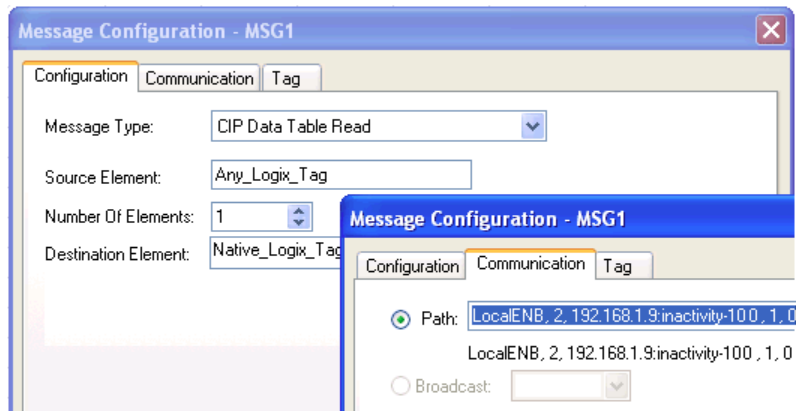 Message Configuration - MSG1
Configuration Communication Tag
Message Type: CIP Data Table Read
Source Element: Any_Logix_Tag
Number Of Elements: 1
Destination Element: Native_Logix_Tag
Message Configuration - MSG1
Configuration Communication Tag
Path: LocalENB, 2, 192.168.1.9:inactivity-100 , 1, 0
LocalENB, 2, 192.168.1.9:inactivity-100 , 1, 0
Broadcast: